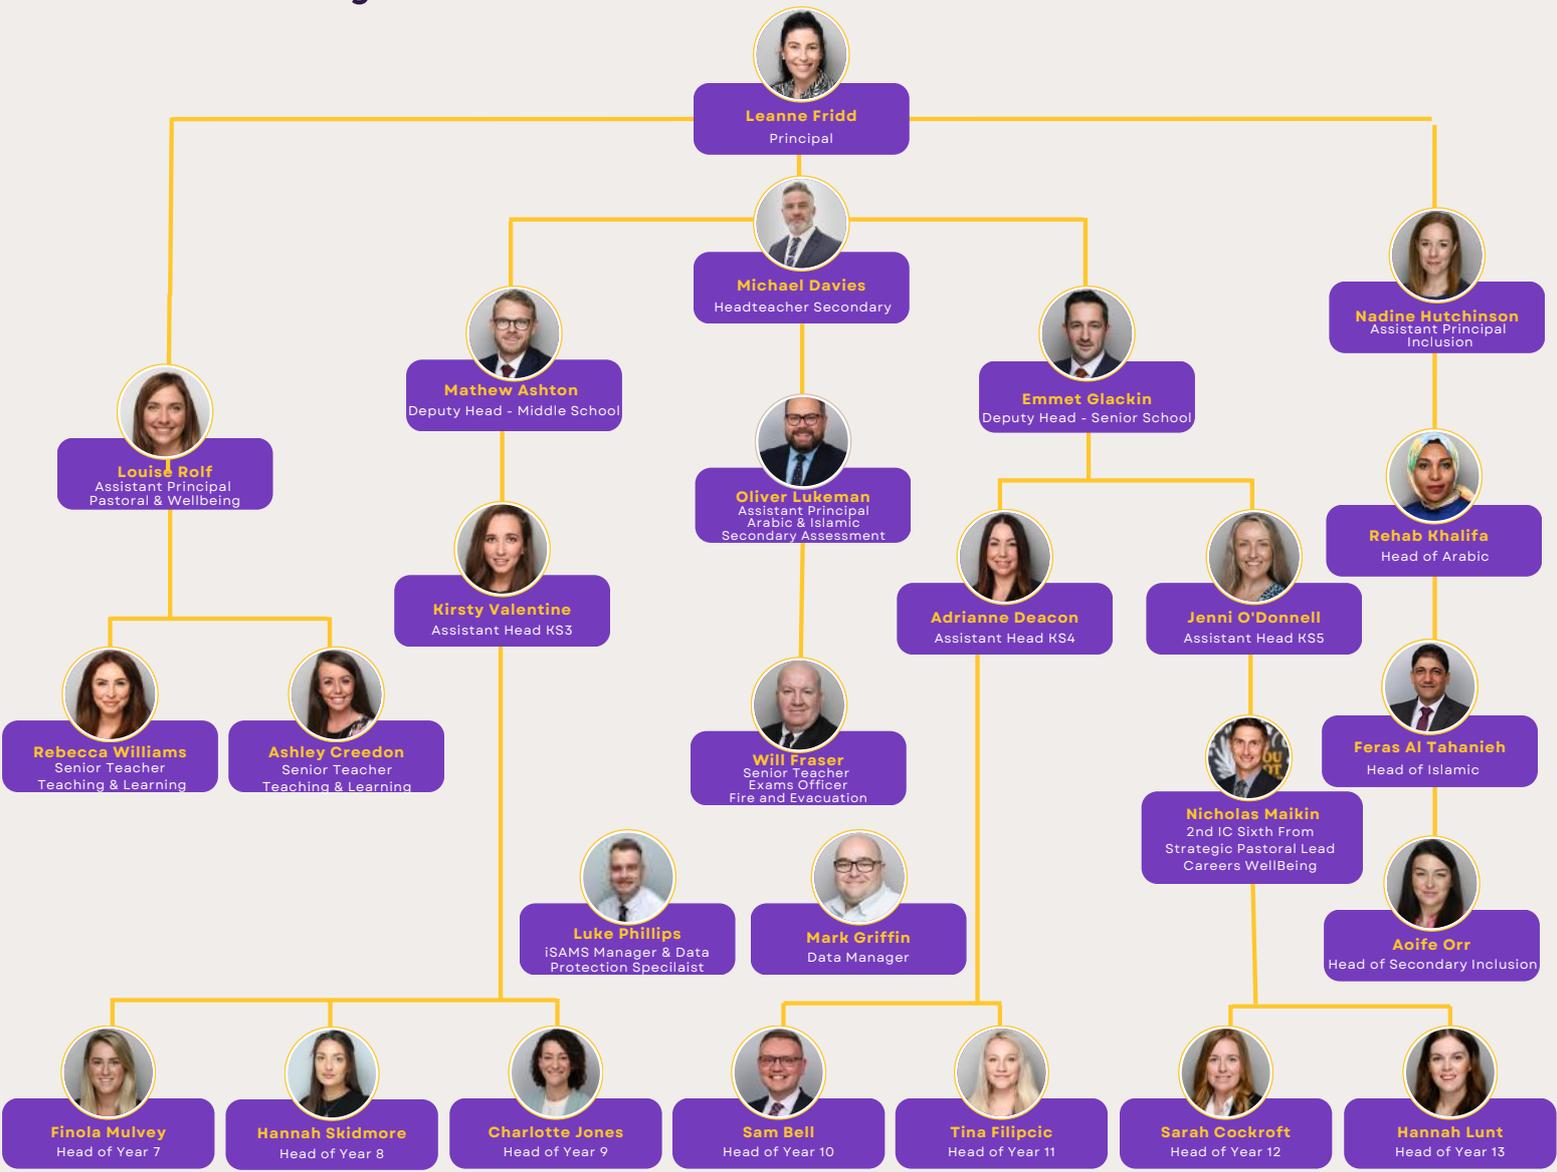 Leanne Fridd
Principal
Michael Davies
Headteacher Secondary
Nadine Hutchinson
Assistant Principal
Inclusion
Mathew Ashton
Deputy Head - Middle School
Emmet Glackin
Deputy Head - Senior School
Louise Rolf
Assistant Principal
Pastoral & Wellbeing
Oliver Lukeman
Assistant Principal
Arabic & Islamic
Secondary Assessment
Rehab Khalifa
Head of Arabic
Kirsty Valentine
Assistant Head KS3
Adrianne Deacon
Assistant Head KS4
Jenni O'Donnell
Assistant Head KS5
Rebecca Williams
Senior Teacher
Teaching & Learning
Ashley Creedon
Senior Teacher
Teaching & Learning
Will Fraser
Senior Teacher
Exams Officer
Fire and Evacuation
Feras Al Tahanieh
Head of Islamic
Nicholas Maikin
2nd IC Sixth From
Strategic Pastoral Lead
Careers WellBeing
Luke Phillips
iSAMS Manager & Data
Protection Specilaist
Mark Griffin
Data Manager
Aoife Orr
Head of Secondary Inclusion
Finola Mulvey
Head of Year 7
Hannah Skidmore
Head of Year 8
Charlotte Jones
Head of Year 9
Sam Bell
Head of Year 10
Tina Filipcic
Head of Year 11
Sarah Cockroft
Head of Year 12
Hannah Lunt
Head of Year 13